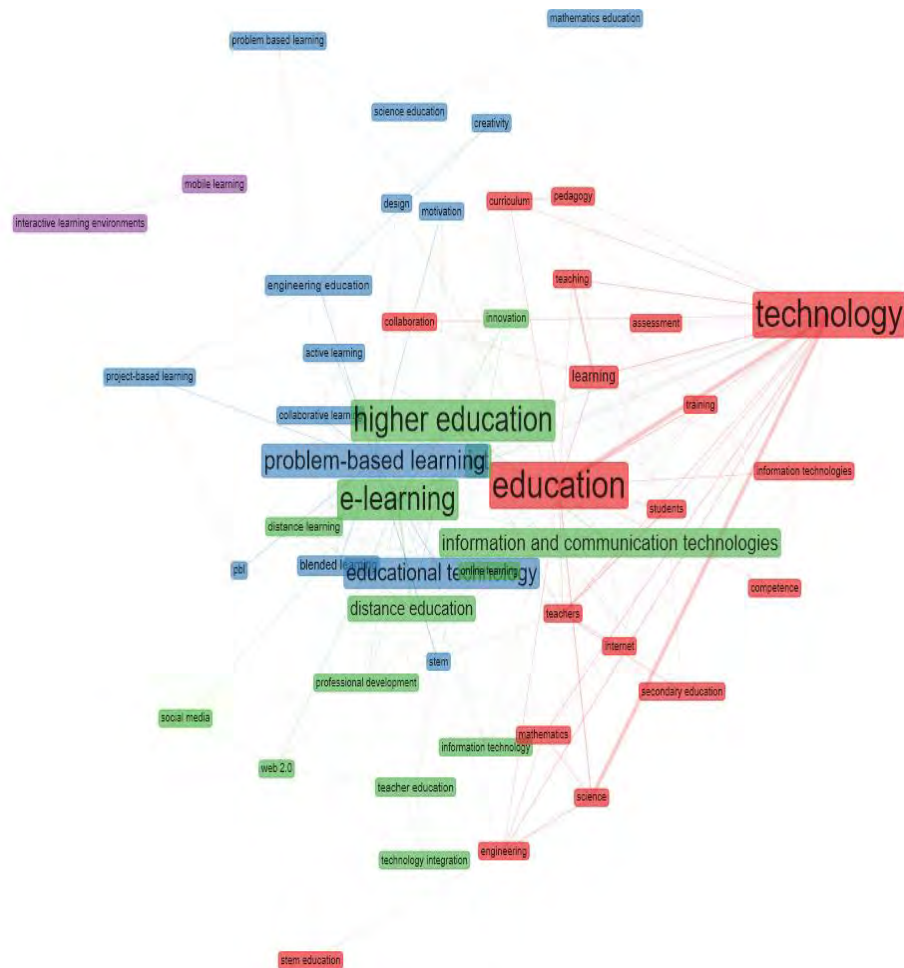 mathematics education
problem based learning
science education
creativity
mobile learning
curriculum
pedagogy
design
motivation
interactive learning environments
teaching
engineering education
technology
collaboration
innovation
assessment
active learning
project-based learning
learning
training
collaborative learning
higher education
problem-based learning
ict
information technologies
education
e-learning
students
distance learning
information and communication technologies
pbl
blended learning
educational technology
online learning
competence
distance education
teachers
internet
stem
professional development
secondary education
social media
mathematics
information technology
web 2.0
teacher education
science
engineering
technology integration
stem education